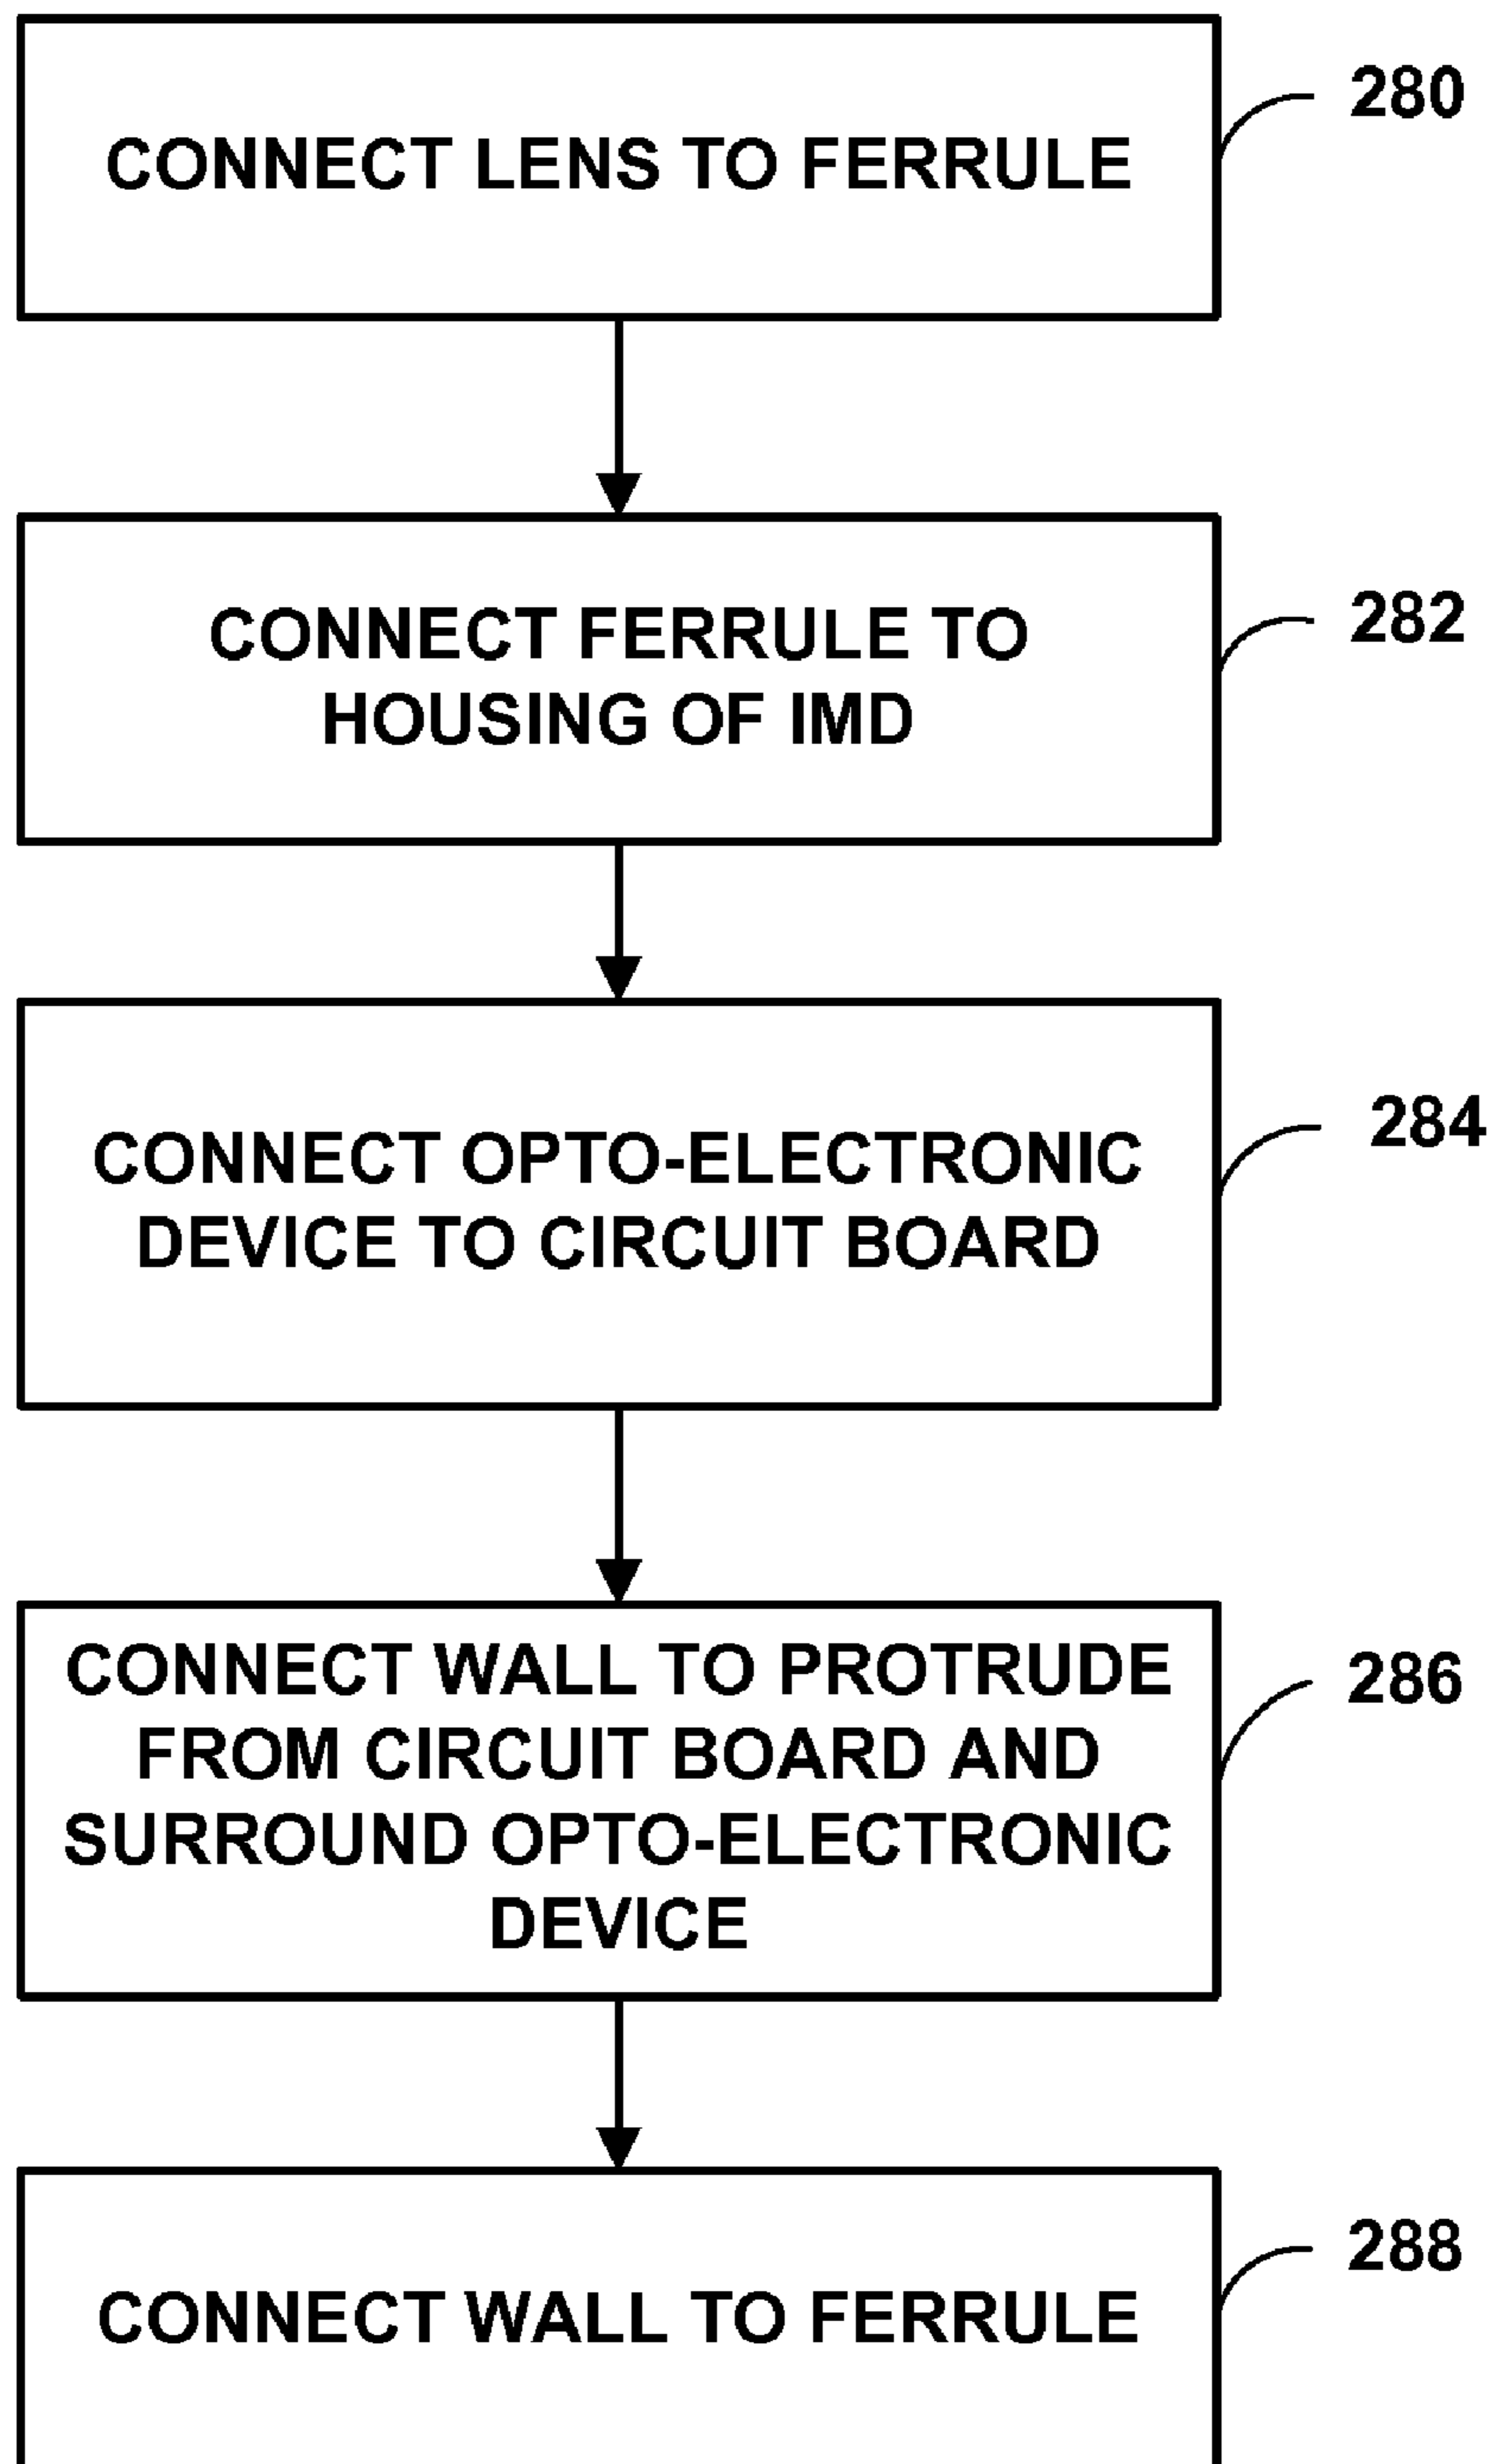 CONNECT LENS TO FERRULE
280
CONNECT FERRULE TO
HOUSING OF IMD
282
CONNECT OPTO-ELECTRONIC
DEVICE TO CIRCUIT BOARD
284
CONNECT WALL TO PROTRUDE
FROM CIRCUIT BOARD AND
SURROUND OPTO-ELECTRONIC
DEVICE
286
CONNECT WALL TO FERRULE
288